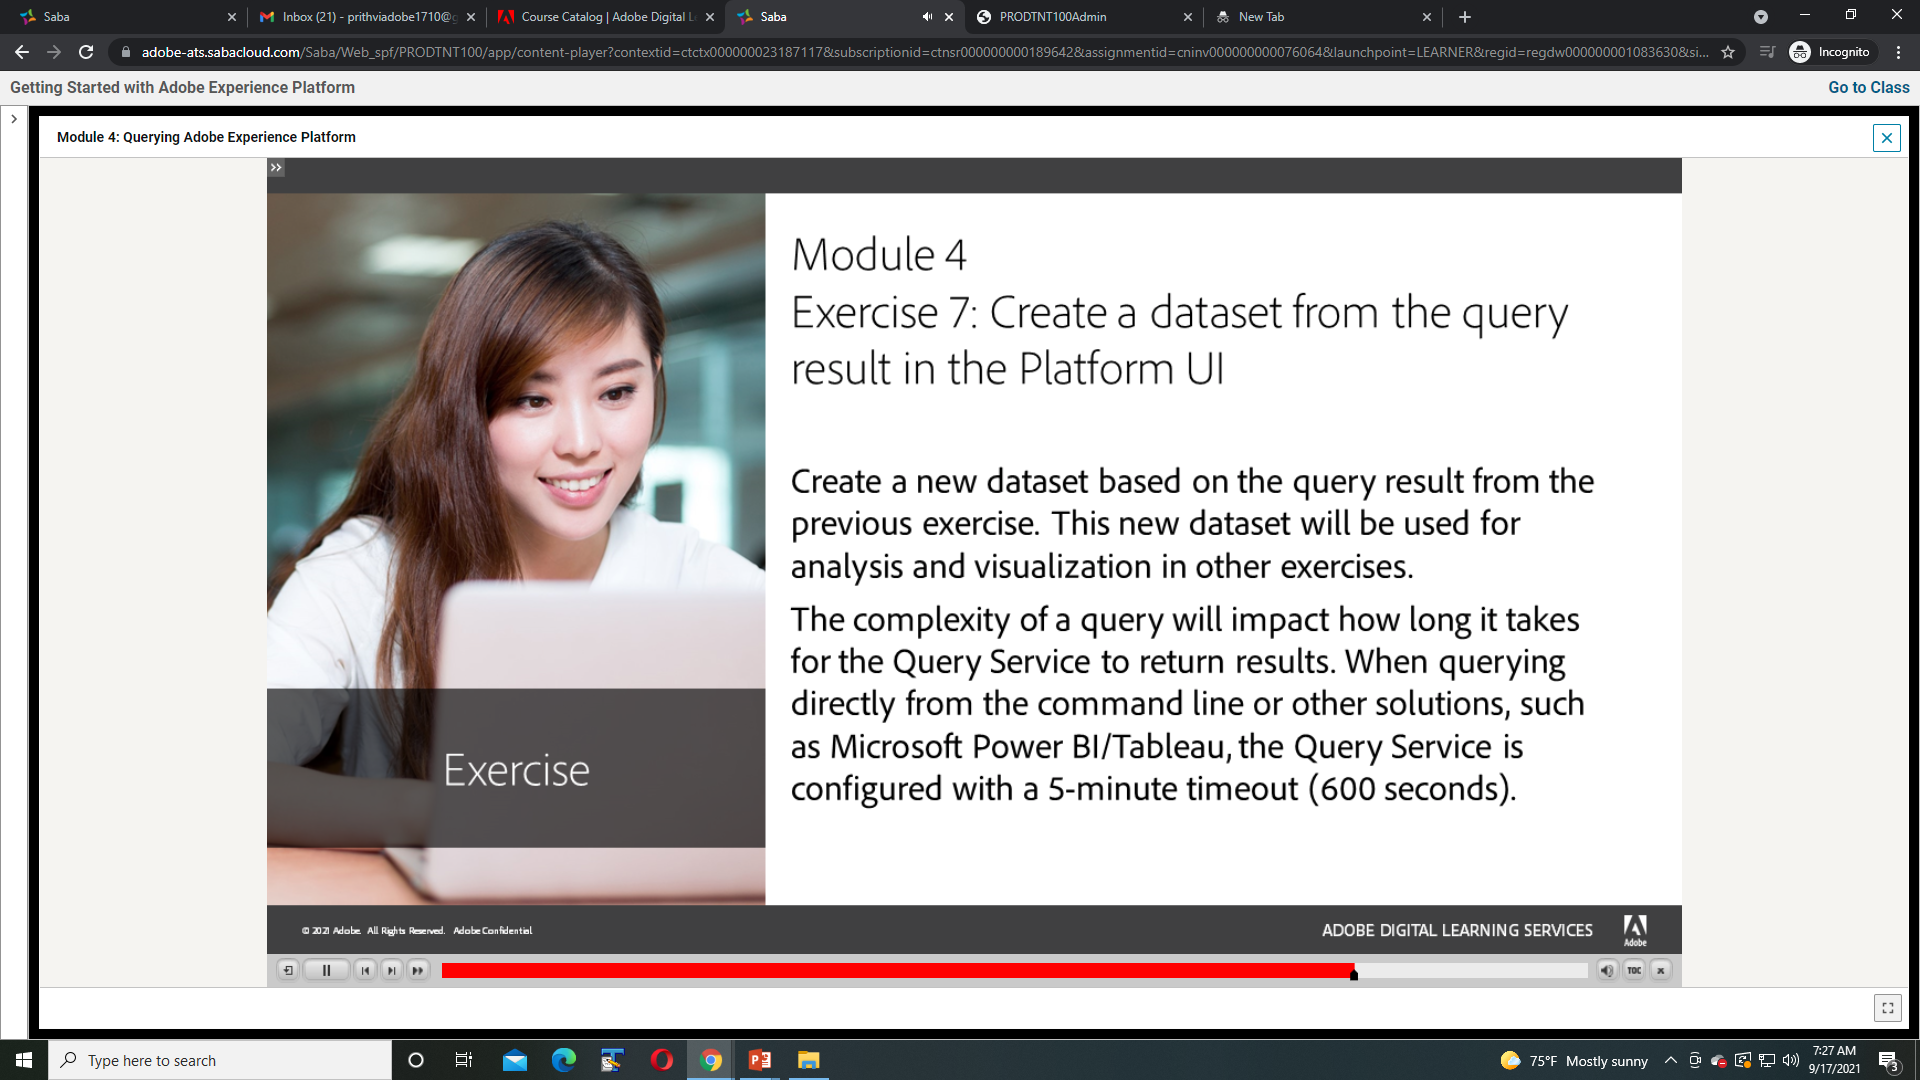 Saba
Inbox (21) - prithviadobe1710@g
Course Catalog | Adobe Digital L
Saba
PRODTNT100Admin
New Tab
adobe-ats.sabacloud.com/Saba/Web_spf/PRODTNT100/app/content-player?contextid=ctctx000000023187117&subscriptionid=ctnsr000000000189642&assignmentid=cninv000000000076064&launchpoint=LEARNER&regid=regdw000000001083630&si...
Incognito
Getting Started with Adobe Experience Platform
Go to Class
Module 4: Querying Adobe Experience Platform
Module 4
Exercise 7: Create a dataset from the query
result in the Platform UI
Create a new dataset based on the query result from the
previous exercise. This new dataset will be used for
analysis and visualization in other exercises.
The complexity of a query will impact how long it takes
for the Query Service to return results. When querying
directly from the command line or other solutions, such
as Microsoft Power BI/Tableau, the Query Service is
configured with a 5-minute timeout (600 seconds).
Exercise
© 2021 Adobe. All Rights Reserved. Adobe Confidential
ADOBE DIGITAL LEARNING SERVICES
Adobe
TOC
Type here to search
75°F Mostly sunny
7:27 AM
9/17/2021
3